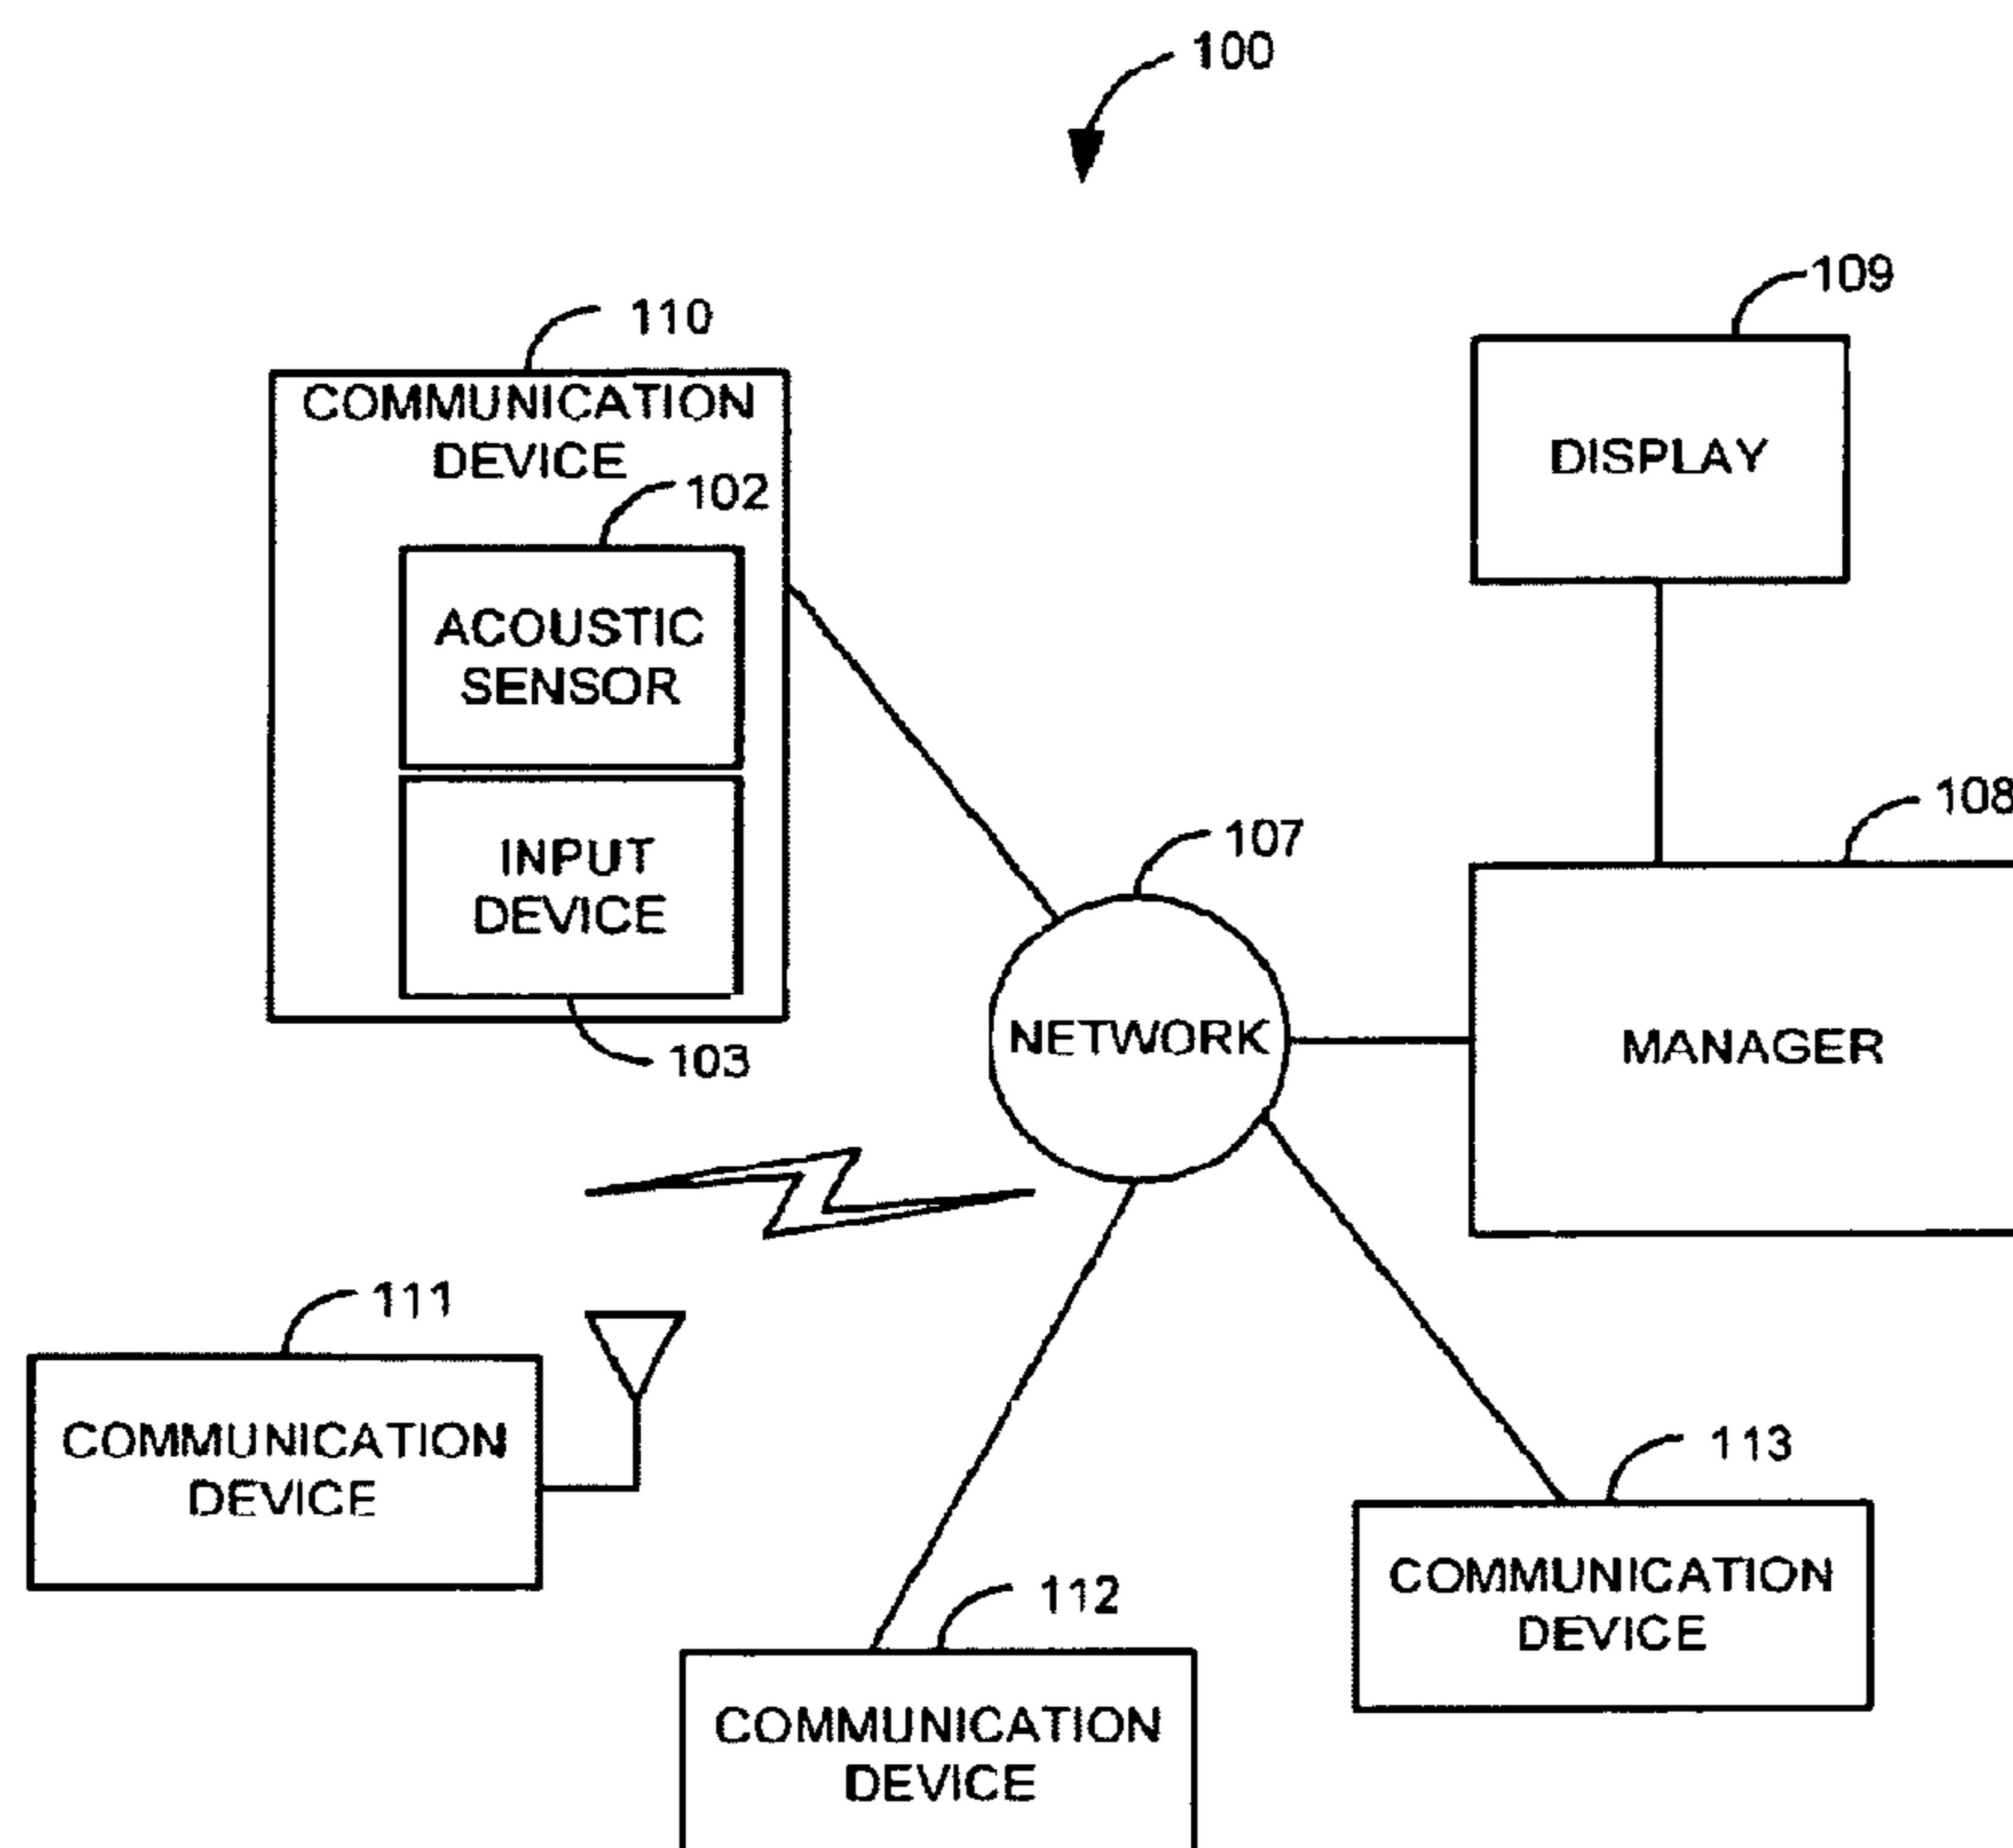 100
109
110
COMMUNICATION
DEVICE
DISPLAY
102
ACOUSTIC
SENSOR
108
107
INPUT
DEVICE
NETWORK
MANAGER
103
111
COMMUNICATION
DEVICE
113
COMMUNICATION
DEVICE
112
COMMUNICATION
DEVICE